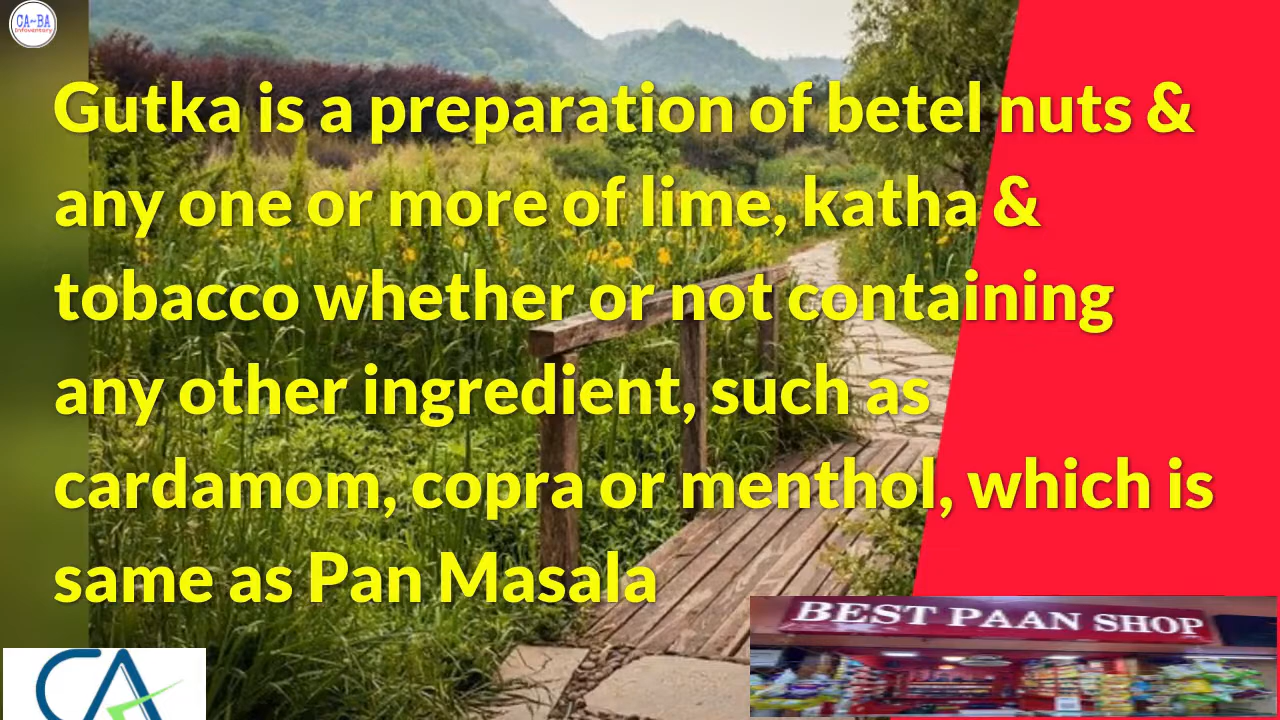 CA~BA
Infoventory
Gutka is a preparation of betel nuts &
any one or more of lime, katha &
tobacco whether or not containing
any other ingredient, such as
cardamom, copra or menthol, which is
same as Pan Masala
BEST PAAN SHOP
CA